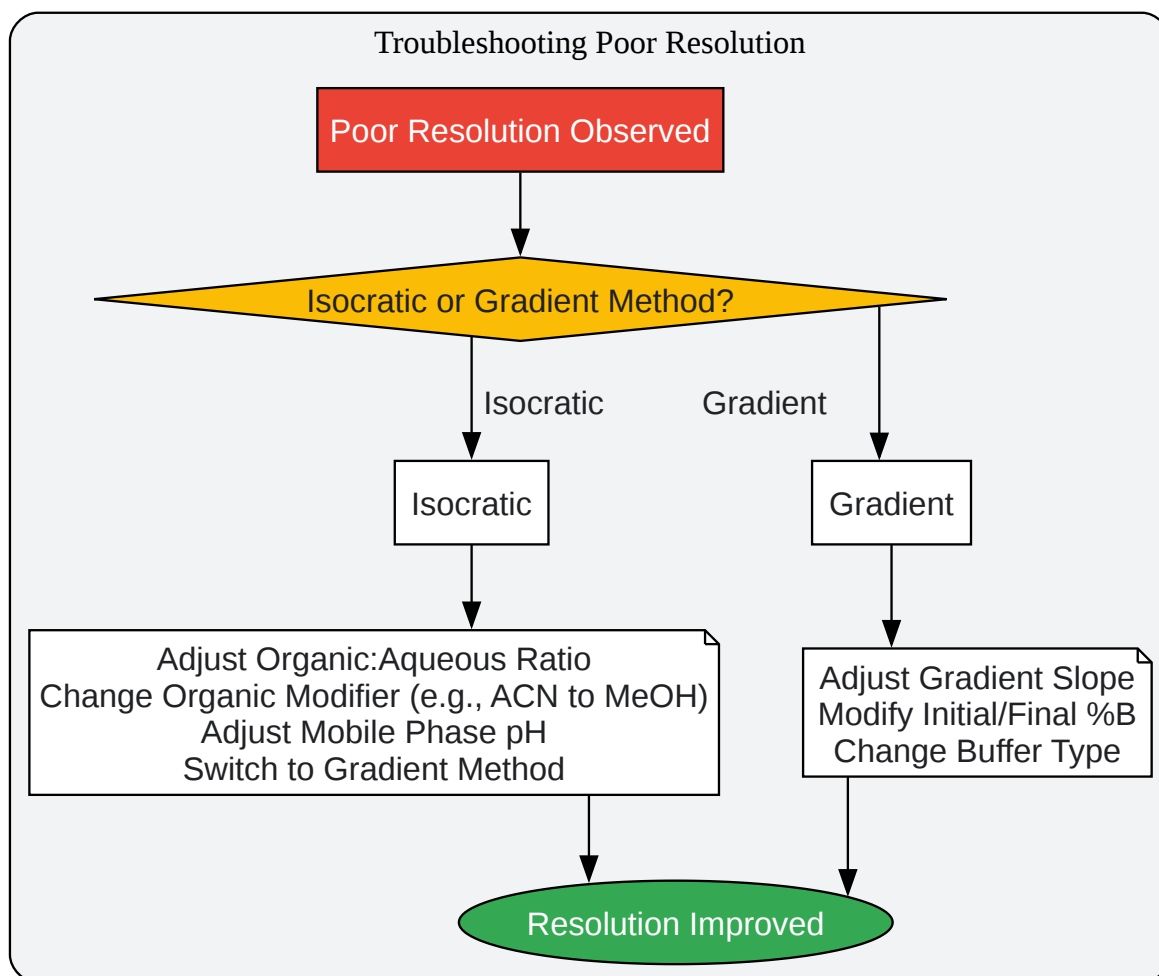 Troubleshooting Poor Resolution
Poor Resolution Observed
Isocratic or Gradient Method?
Isocratic
Gradient
Isocratic
Gradient
Adjust Organic:Aqueous Ratio
Change Organic Modifier (e.g., ACN to MeOH)
Adjust Mobile Phase pH
Switch to Gradient Method
Adjust Gradient Slope
Modify Initial/Final %B
Change Buffer Type
Resolution Improved